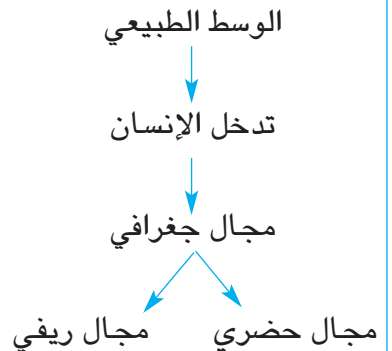 الوسط الطبيعي
تدخل الإنسان
مجال جغرافي
مجال حضري مجال ريفي